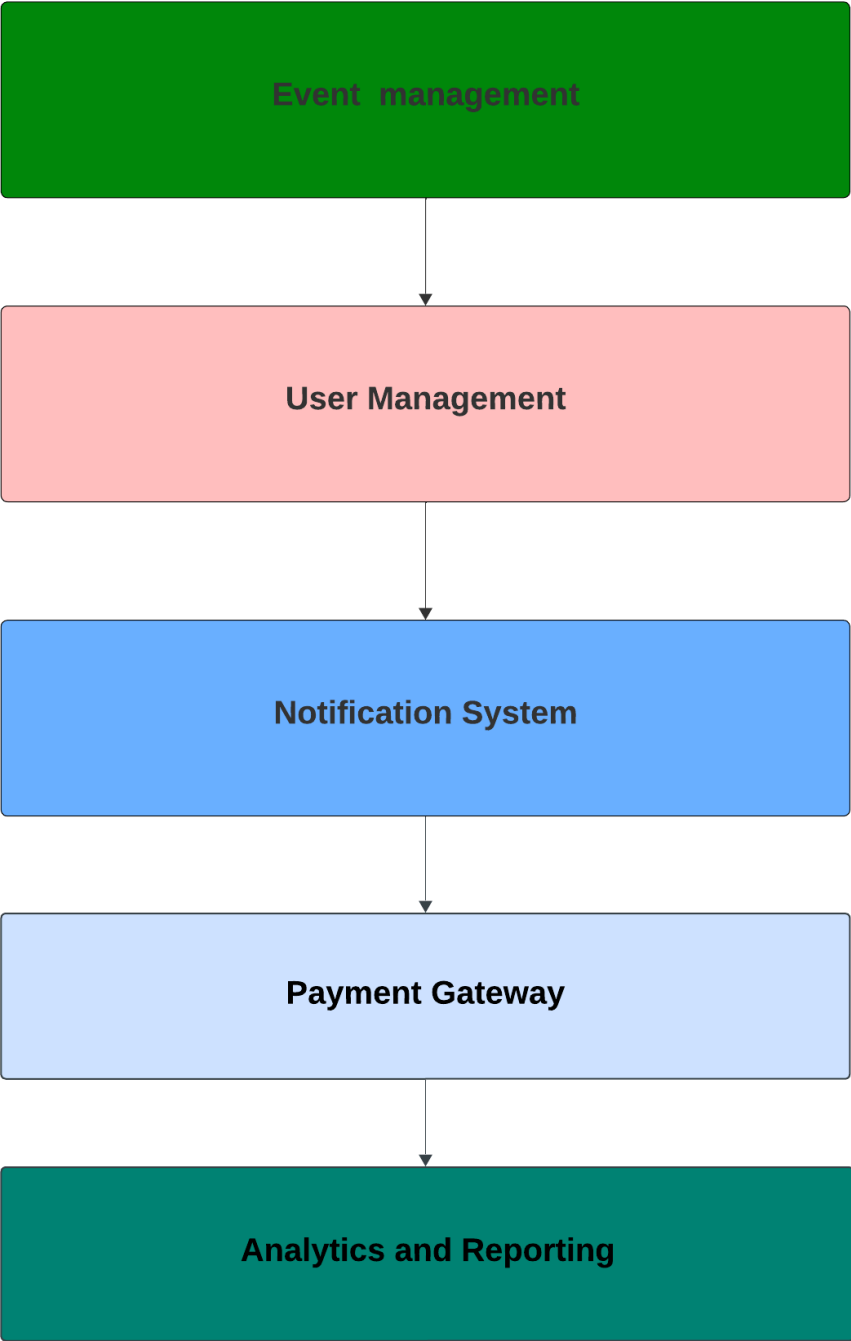 Event  management
User Management
Notification System
Payment Gateway
Analytics and Reporting